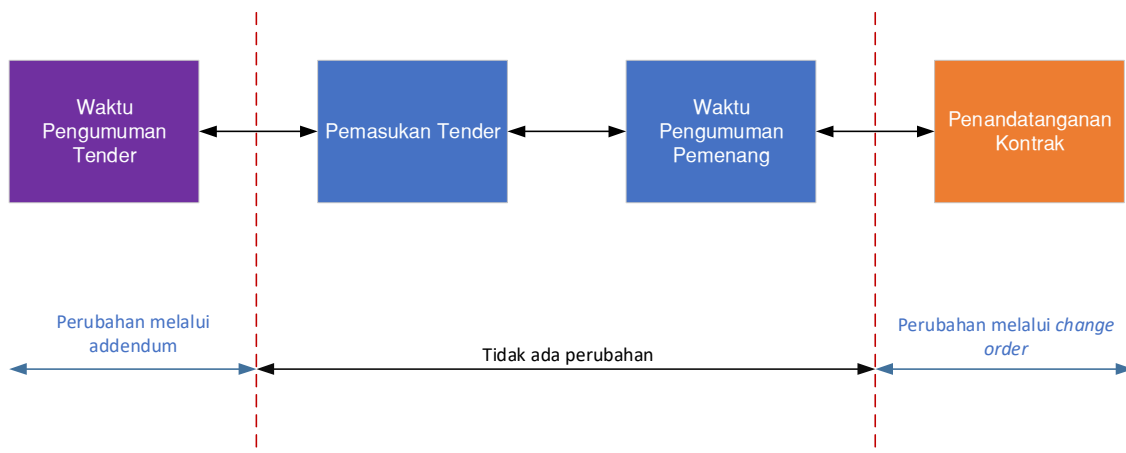 Waktu
Pengumuman
Tender
Pemasukan Tender
Waktu
Pengumuman
Pemenang
Penandatanganan
Kontrak
Perubahan melalui
addendum
Tidak ada perubahan
Perubahan melalui change
order